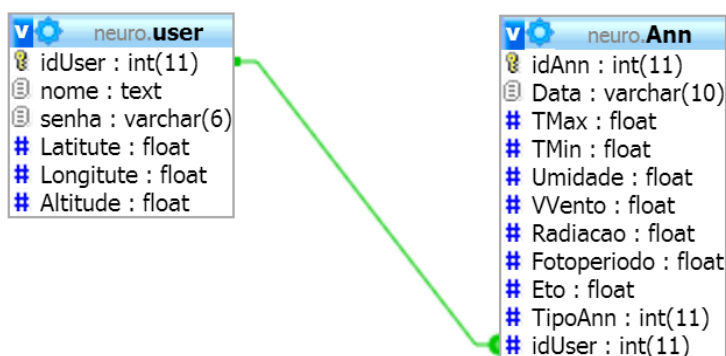 neuro.user
idUser : int(11)
nome : text
senha : varchar(6)
Latitute : float
Longitute : float
Altitude : float
neuro.Ann
idAnn : int(11)
Data : varchar(10)
TMax : float
TMin : float
Umidade : float
VVento : float
Radiacao : float
Fotoperiodo : float
Eto : float
TipoAnn : int(11)
idUser : int(11)